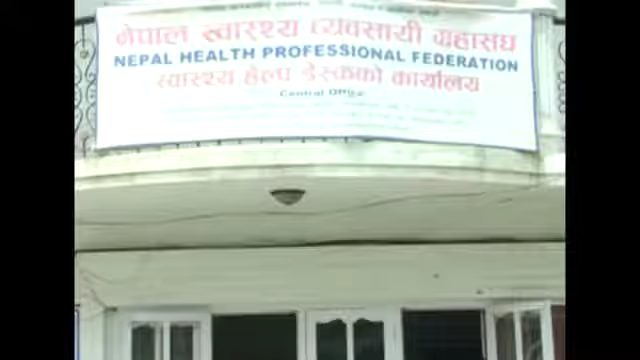 नेपाल स्वास्थ्य व्यवसायी महासंघ
NEPAL HEALTH PROFESSIONAL FEDERATION
स्वास्थ्य हेल्प डेस्कको कार्यालय
Central Office